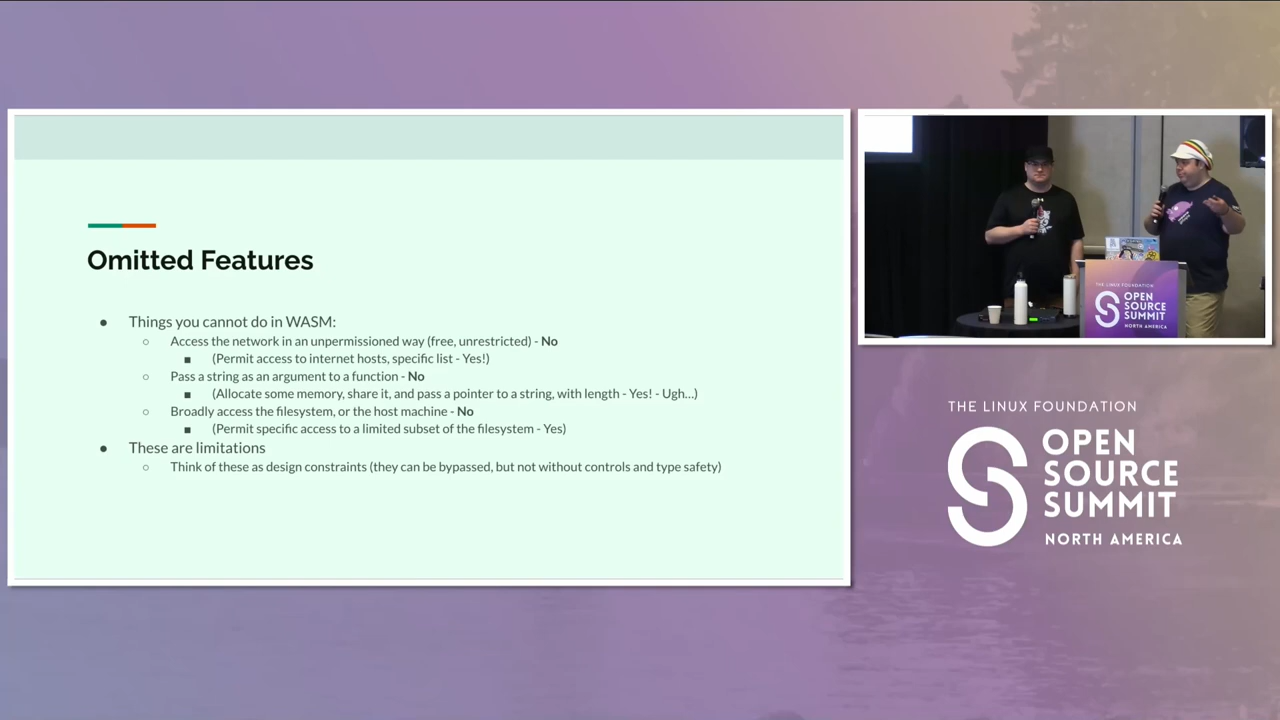 Omitted Features
● Things you cannot do in WASM:
○ Access the network in an unpermissioned way (free, unrestricted) - No
■ (Permit access to internet hosts, specific list - Yes!)
○ Pass a string as an argument to a function - No
■ (Allocate some memory, share it, and pass a pointer to a string, with length - Yes! - Ugh...)
○ Broadly access the filesystem, or the host machine - No
■ (Permit specific access to a limited subset of the filesystem - Yes)
● These are limitations
○ Think of these as design constraints (they can be bypassed, but not without controls and type safety)
THE LINUX FOUNDATION
OPEN
SOURCE
SUMMIT
NORTH AMERICA
THE LINUX FOUNDATION
OPEN
SOURCE
SUMMIT
NORTH AMERICA